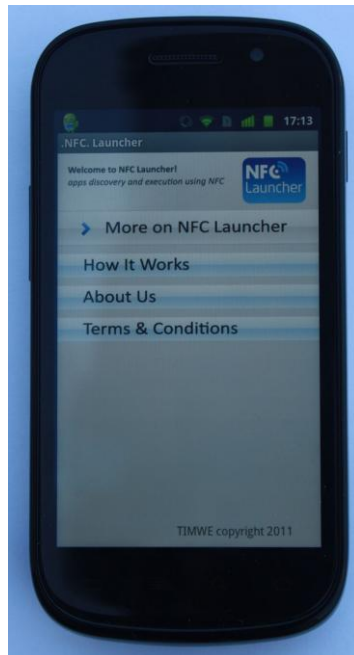 17:13
.NFC. Launcher
Welcome to NFC Launcher!
apps discovery and execution using NFC
NFC
Launcher
More on NFC Launcher
How It Works
About Us
Terms & Conditions
TIMWE copyright 2011